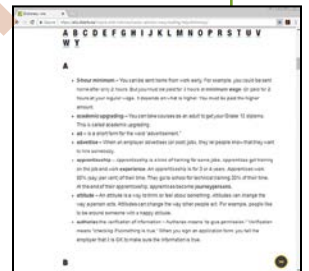 A B C D E F G H I J K L M N O P R S T U V
W Y
A
3-hour minimum – You can be sent home from work early. For example, you could be sent
home after only 2 hours. But you must be paid for 3 hours at minimum wage. Or paid for 2
hours at your regular wage. It depends on what is higher. You must be paid the higher
amount.
academic upgrading – You can take courses as an adult to get your Grade 12 diploma.
This is called academic upgrading.
ad – is a short form for the word "advertisement."
advertise – When an employer advertises (or posts) jobs, they let people know that they want
to hire somebody.
apprenticeship – Apprenticeship is a kind of training for some jobs. Apprentices get training
on the job and work experience. An apprenticeship is for 2 or 4 years. Apprentices work
80% (say: per cent) of their time. They go to school for technical training 20% of their time.
At the end of their apprenticeship, apprentices become journeypersons.
attitude – An attitude is a way to think or feel about something. Attitudes can change the
way a person acts. Attitudes can change the way other people act. For example, people like
to be around someone with a happy attitude.
authorizes the verification of information – Authorize means "to give permission." Verification
means "checking if something is true." When you sign an application form you tell the
employer that it is OK to make sure the information is true.
B